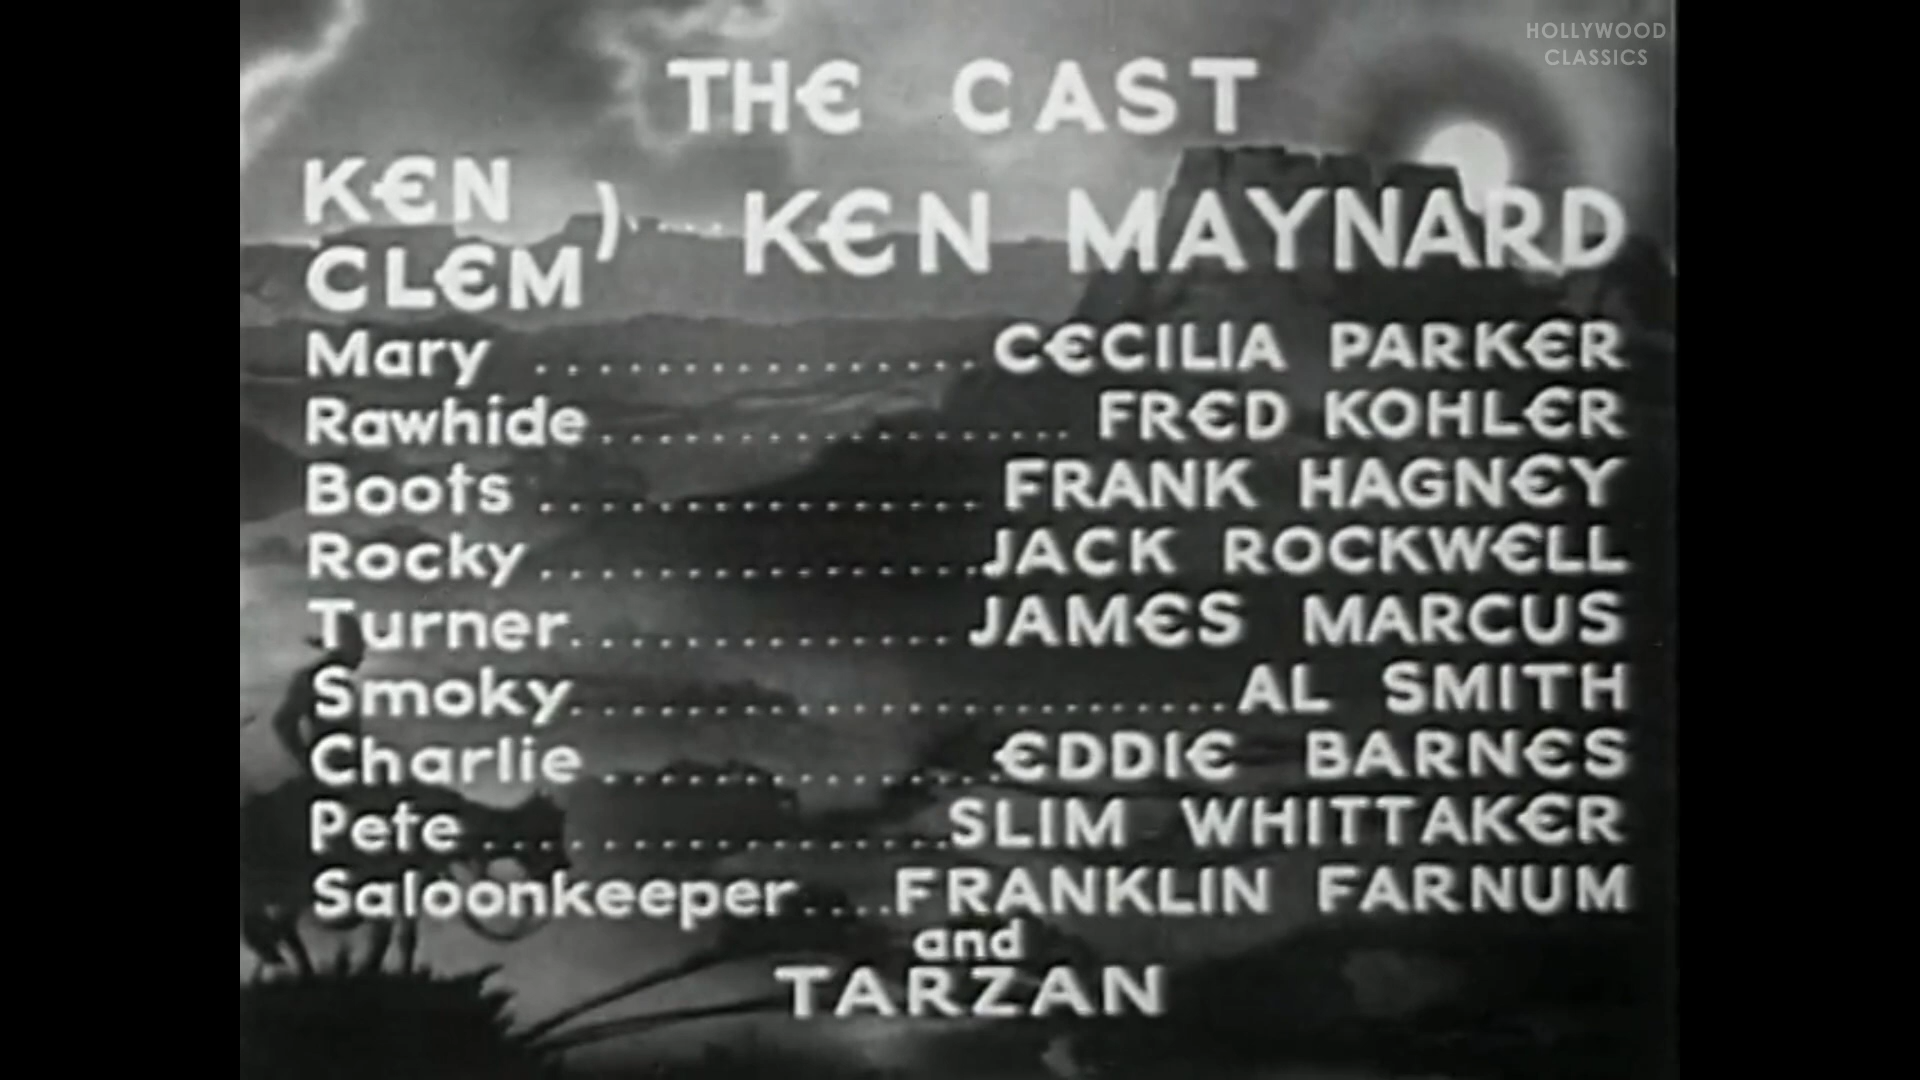 HOLLYWOOD
CLASSICS
THE CAST
KEN
CLEM ) .... KEN MAYNARD
Mary ............... CECILIA PARKER
Rawhide ................ FRED KOHLER
Boots ............... FRANK HAGNEY
Rocky ............... JACK ROCKWELL
Turner ............. JAMES MARCUS
Smoky ....................... AL SMITH
Charlie .............. EDDIE BARNES
Pete ................ SLIM WHITTAKER
Saloonkeeper .... FRANKLIN FARNUM
and
TARZAN